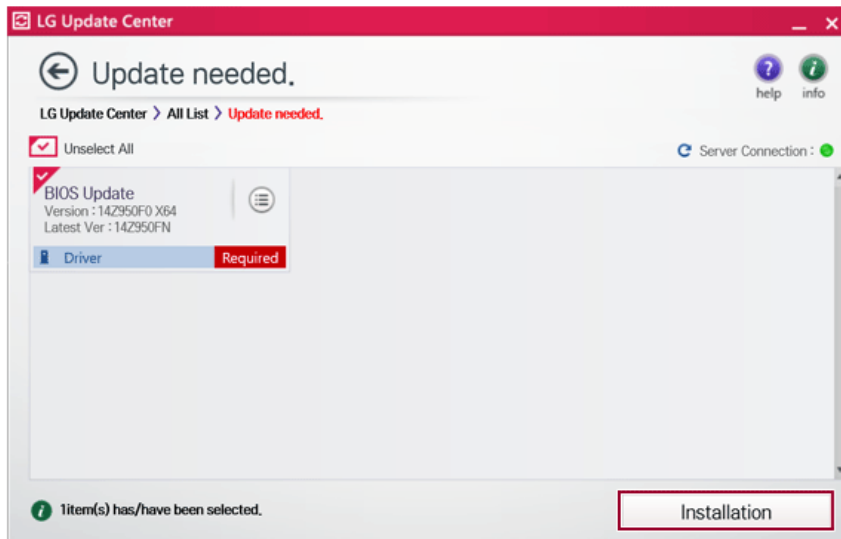 LG Update Center
Update needed.
help info
LG Update Center > All List > Update needed.
Unselect All
Server Connection :
BIOS Update
Version : 14Z950F0 X64
Latest Ver : 14Z950FN
Driver Required
1item(s) has/have been selected.
Installation